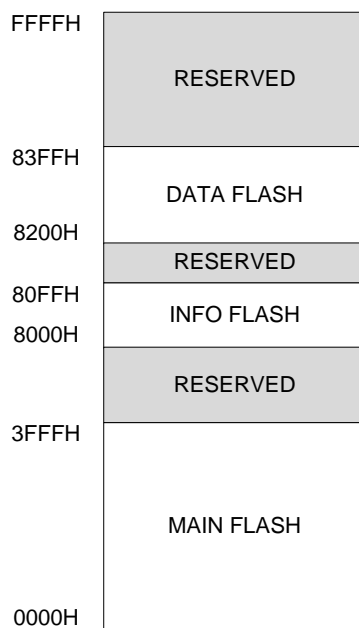 FFFFH
RESERVED
83FFH
DATA FLASH
8200H
RESERVED
80FFH
INFO FLASH
8000H
RESERVED
3FFFH
MAIN FLASH
0000H